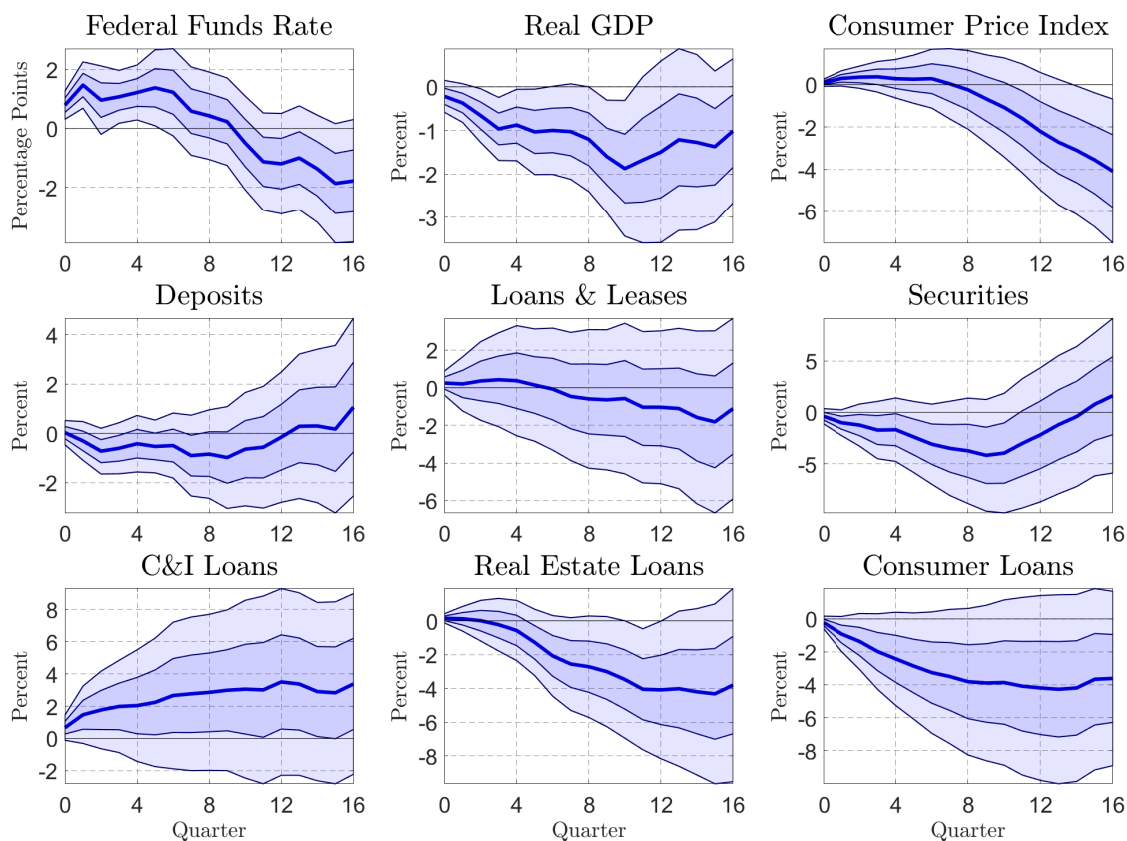 Federal Funds Rate Real GDP Consumer Price Index
Percentage Points
2
0
-2
Percent
0
-1
-2
-3
Percent
0
-2
-4
-6
0 4 8 12 16 0 4 8 12 16 0 4 8 12 16
Deposits Loans & Leases Securities
Percent
4
2
0
-2
Percent
2
0
-2
-4
-6
Percent
5
0
-5
0 4 8 12 16 0 4 8 12 16 0 4 8 12 16
C&I Loans Real Estate Loans Consumer Loans
Percent
8
6
4
2
0
-2
Percent
0
-2
-4
-6
-8
Percent
0
-2
-4
-6
-8
0 4 8 12 16 0 4 8 12 16 0 4 8 12 16
Quarter Quarter Quarter